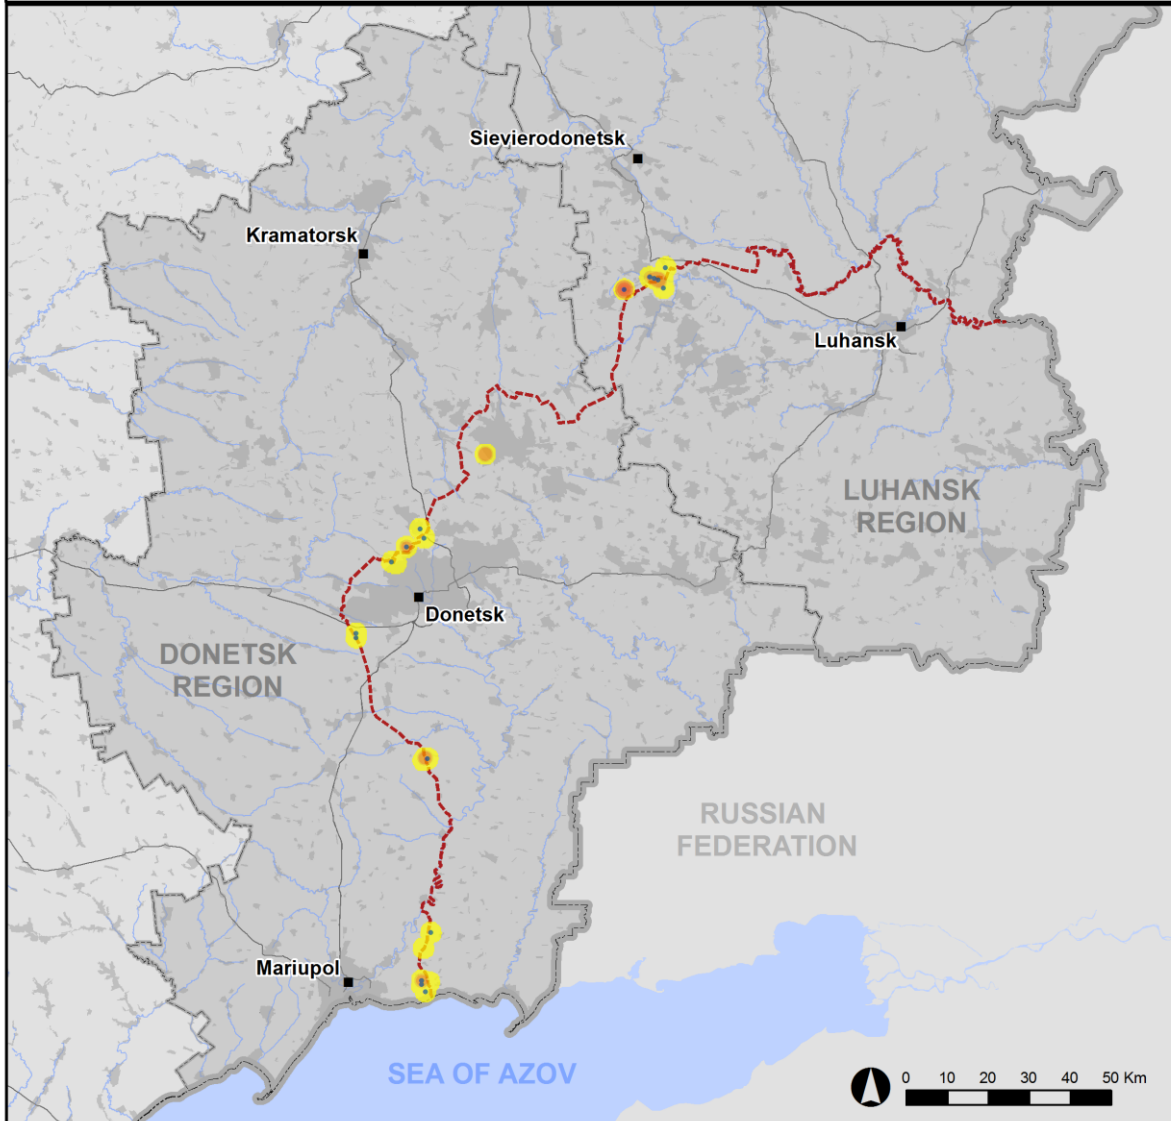 Sievierodonetsk
Kramatorsk
Luhansk
LUHANSK
REGION
Donetsk
DONETSK
REGION
RUSSIAN
FEDERATION
Mariupol
SEA OF AZOV
0 10 20 30 40 50 Km